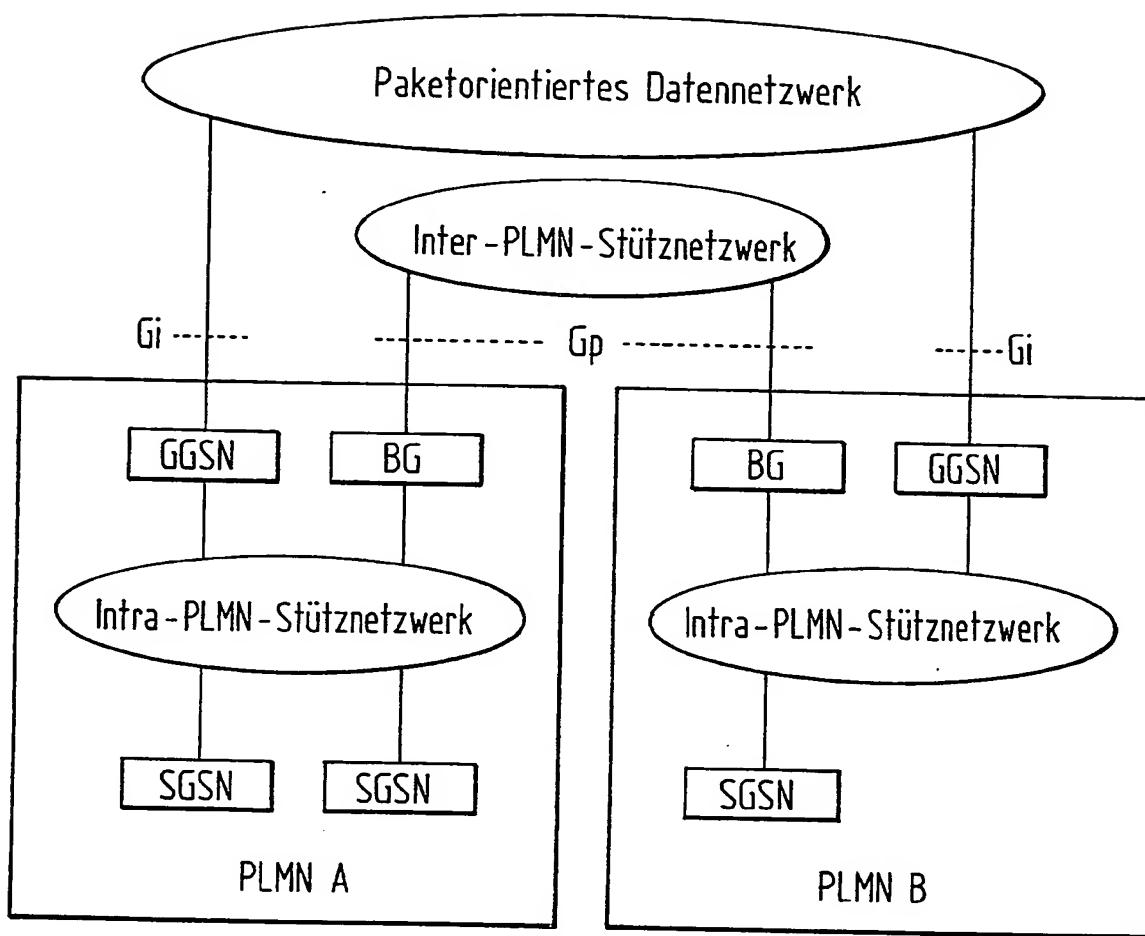 Paketorientiertes Datennetzwerk
Inter-PLMN-Stütznetzwerk
Gi
Gp
Gi
GGSN
BG
BG
GGSN
Intra-PLMN-Stütznetzwerk
Intra-PLMN-Stütznetzwerk
SGSN
SGSN
SGSN
PLMN A
PLMN B